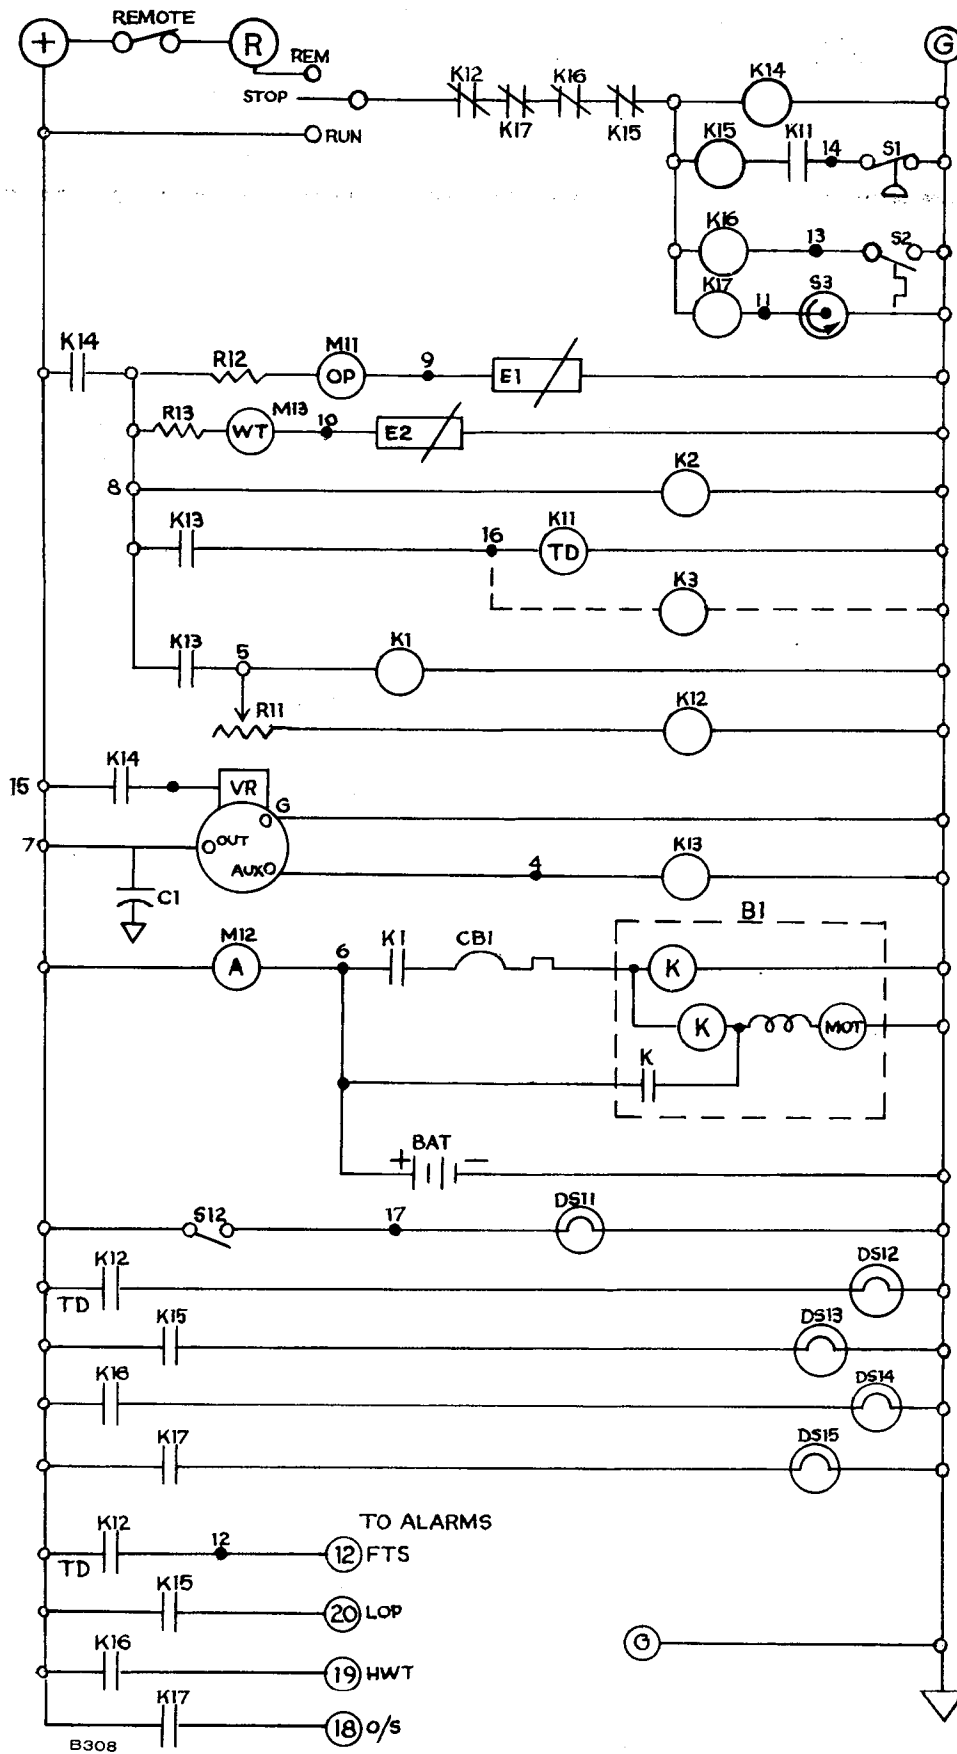 REMOTE
+ R REM G
STOP K12 K16 K14
K17 K15
RUN K15 K11 14 S1
K16 13 S2
K17 11 S3
K14 R12 M11 9
OP E1
R13 M13 10
WT E2
8 K2
K13 16 K11
TD
K3
K13 5 K1
R11 K12
K14
15 VR G
7 OUT
AUX 4 K13
C1
B1
M12 6 K1 CB1
A K
K MOT
K
+ BAT −
S12 17 DS11
K12 DS12
TD
K15 DS13
K16 DS14
K17 DS15
TO ALARMS
K12 12 12 FTS
TD
K15 20 LOP
K16 19 HWT G
K17 18 O/S
B308